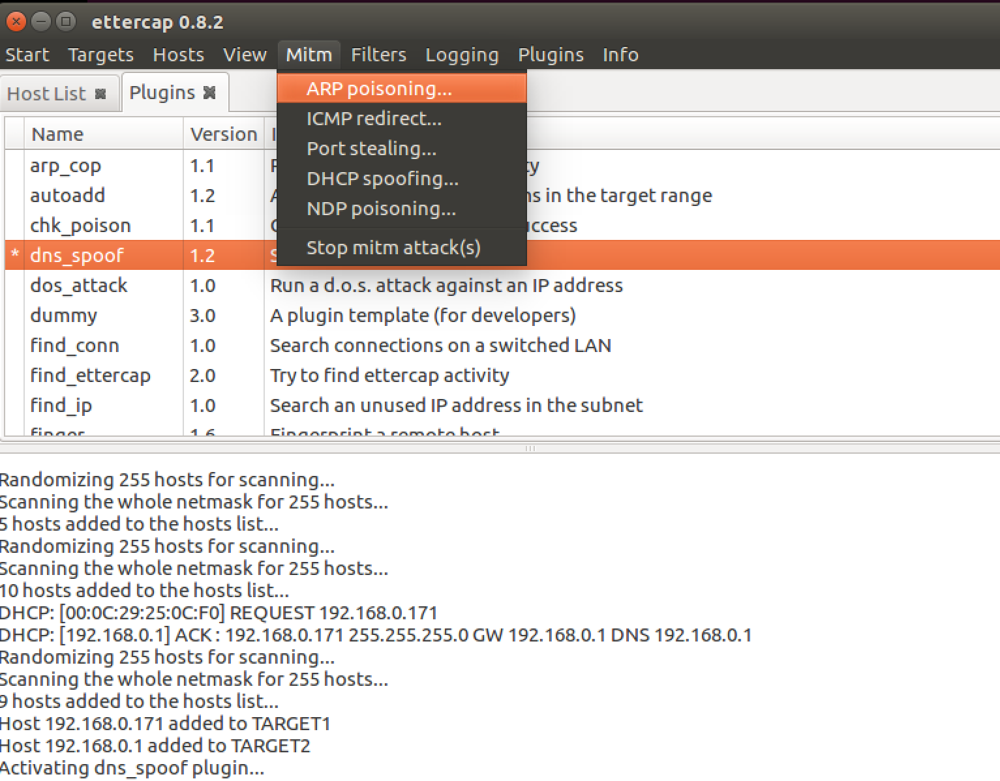 ettercap 0.8.2
Start Targets Hosts View Mitm Filters Logging Plugins Info
Host List Plugins
ARP poisoning...
ICMP redirect...
Port stealing...
DHCP spoofing...
NDP poisoning...
Stop mitm attack(s)
Name Version
arp_cop 1.1
autoadd 1.2 in the target range
chk_poison 1.1
* dns_spoof 1.2
dos_attack 1.0 Run a d.o.s. attack against an IP address
dummy 3.0 A plugin template (for developers)
find_conn 1.0 Search connections on a switched LAN
find_ettercap 2.0 Try to find ettercap activity
find_ip 1.0 Search an unused IP address in the subnet
finger 1.6 Fingerprint a remote host
Randomizing 255 hosts for scanning...
Scanning the whole netmask for 255 hosts...
5 hosts added to the hosts list...
Randomizing 255 hosts for scanning...
Scanning the whole netmask for 255 hosts...
10 hosts added to the hosts list...
DHCP: [00:0C:29:25:0C:F0] REQUEST 192.168.0.171
DHCP: [192.168.0.1] ACK : 192.168.0.171 255.255.255.0 GW 192.168.0.1 DNS 192.168.0.1
Randomizing 255 hosts for scanning...
Scanning the whole netmask for 255 hosts...
9 hosts added to the hosts list...
Host 192.168.0.171 added to TARGET1
Host 192.168.0.1 added to TARGET2
Activating dns_spoof plugin...